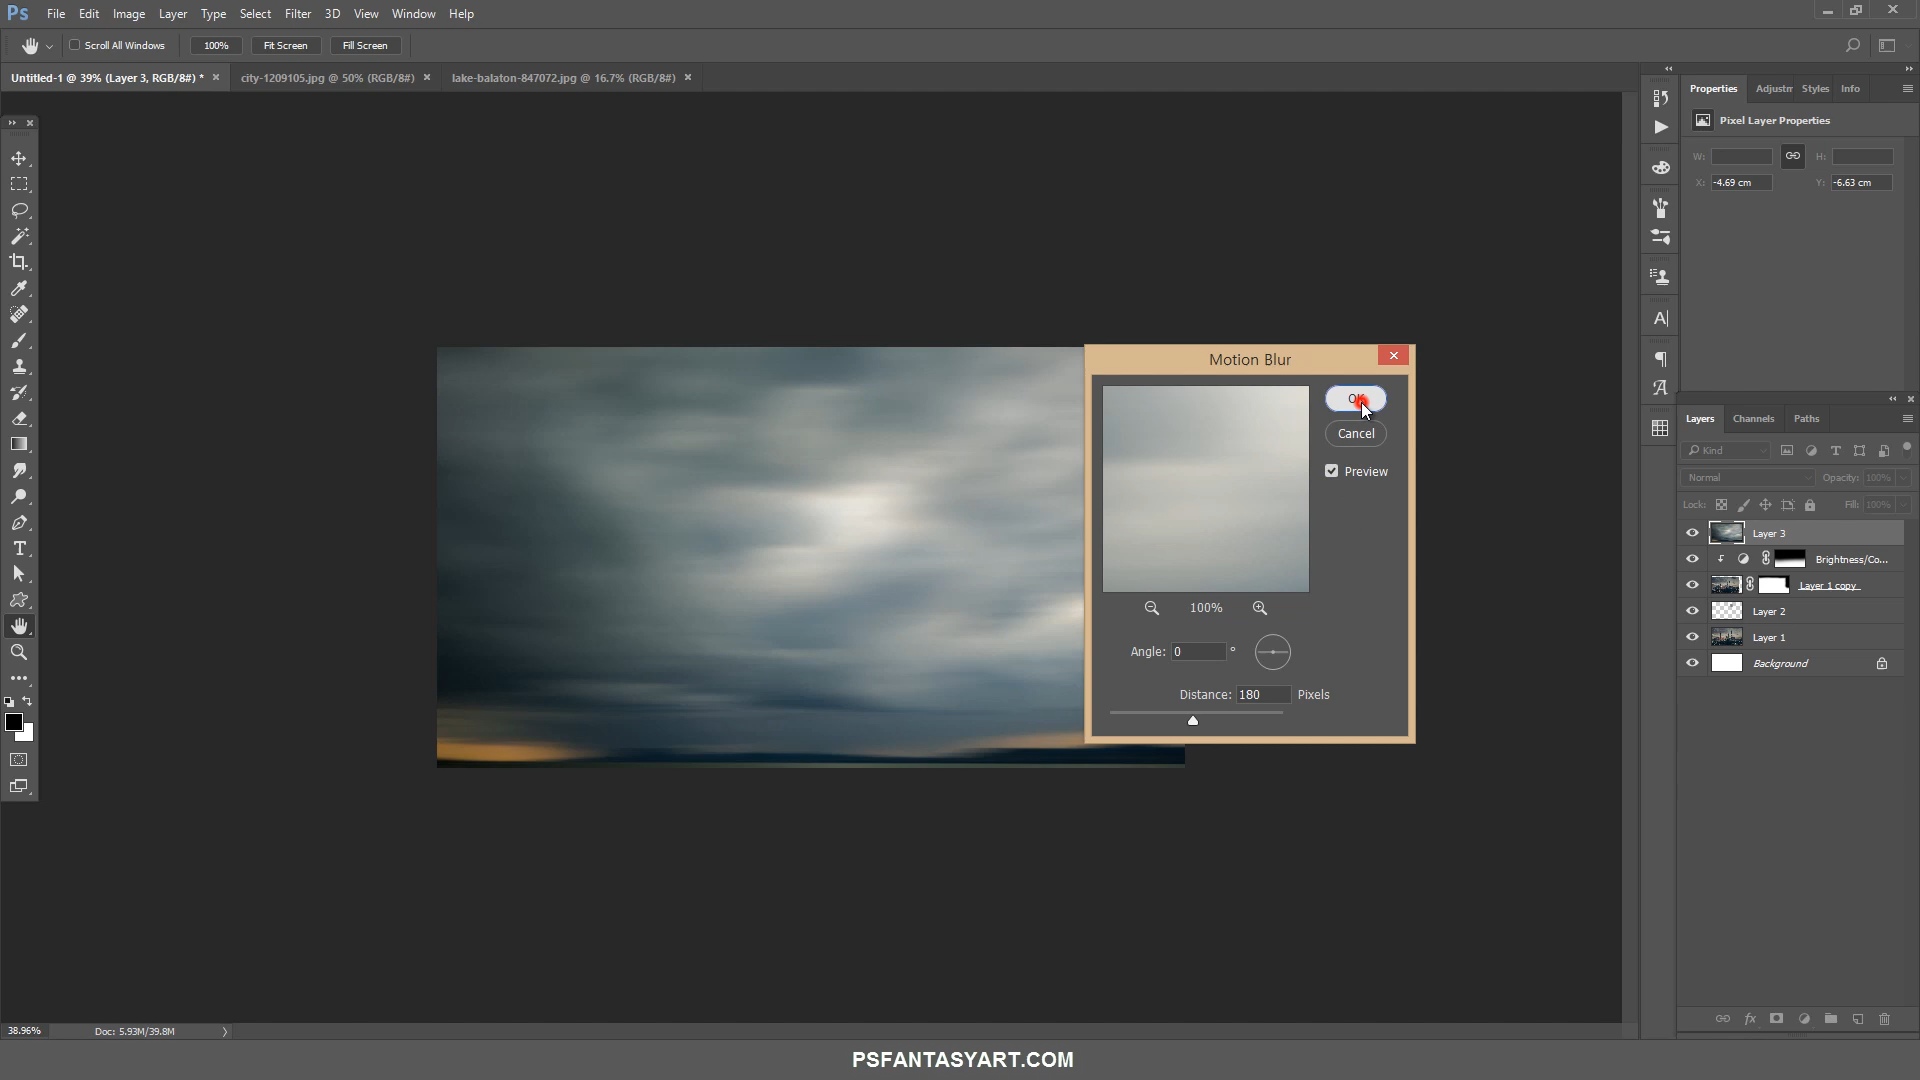 Ps File Edit Image Layer Type Select Filter 3D View Window Help
Scroll All Windows 100% Fit Screen Fill Screen
Untitled-1 @ 39% (Layer 3, RGB/8#) * city-1209105.jpg @ 50% (RGB/8#) lake-balaton-847072.jpg @ 16.7% (RGB/8#)
Properties Adjustm Styles Info
Pixel Layer Properties
W: H:
X: -4.69 cm Y: -6.63 cm
Motion Blur
OK
Cancel
Preview
100%
Angle: 0 °
Distance: 180 Pixels
Layers Channels Paths
Kind
Normal Opacity: 100%
Lock: Fill: 100%
Layer 3
Brightness/Co...
Layer 1 copy
Layer 2
Layer 1
Background
38.96% Doc: 5.93M/39.8M
PSFANTASYART.COM